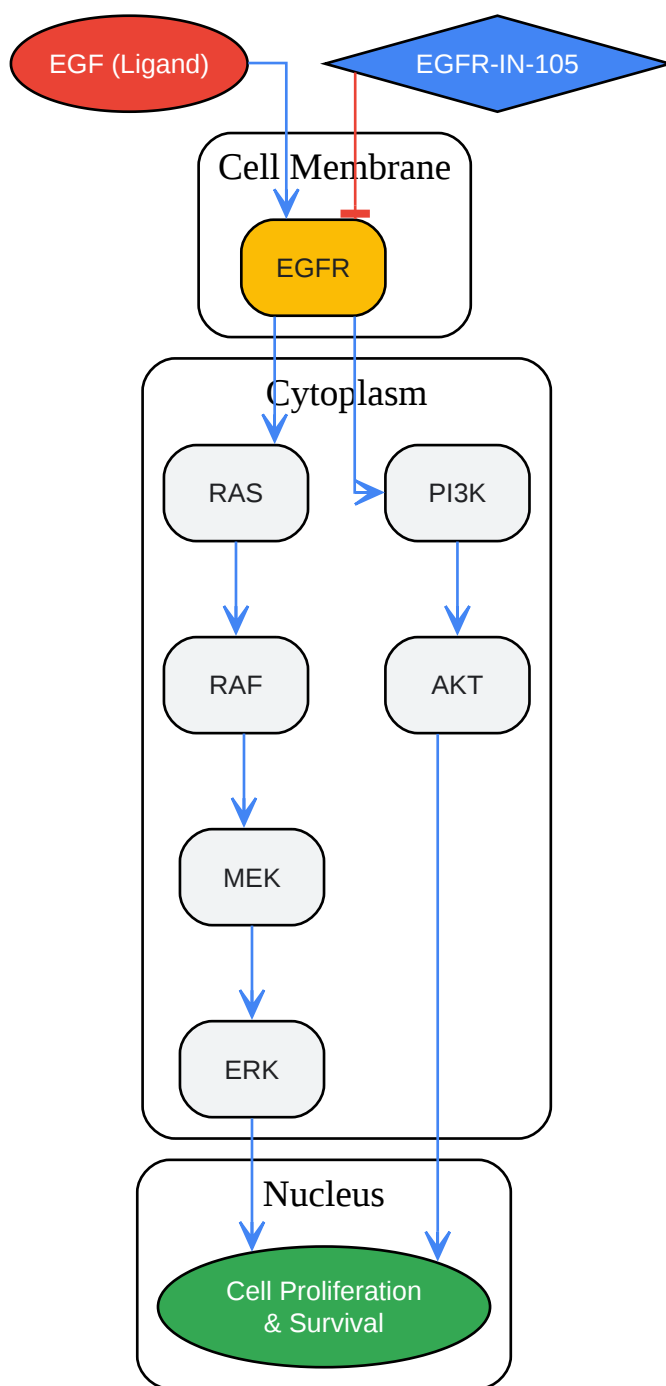 EGF (Ligand)
EGFR-IN-105
Cell Membrane
EGFR
Cytoplasm
RAS
PI3K
RAF
AKT
MEK
ERK
Nucleus
Cell Proliferation
& Survival